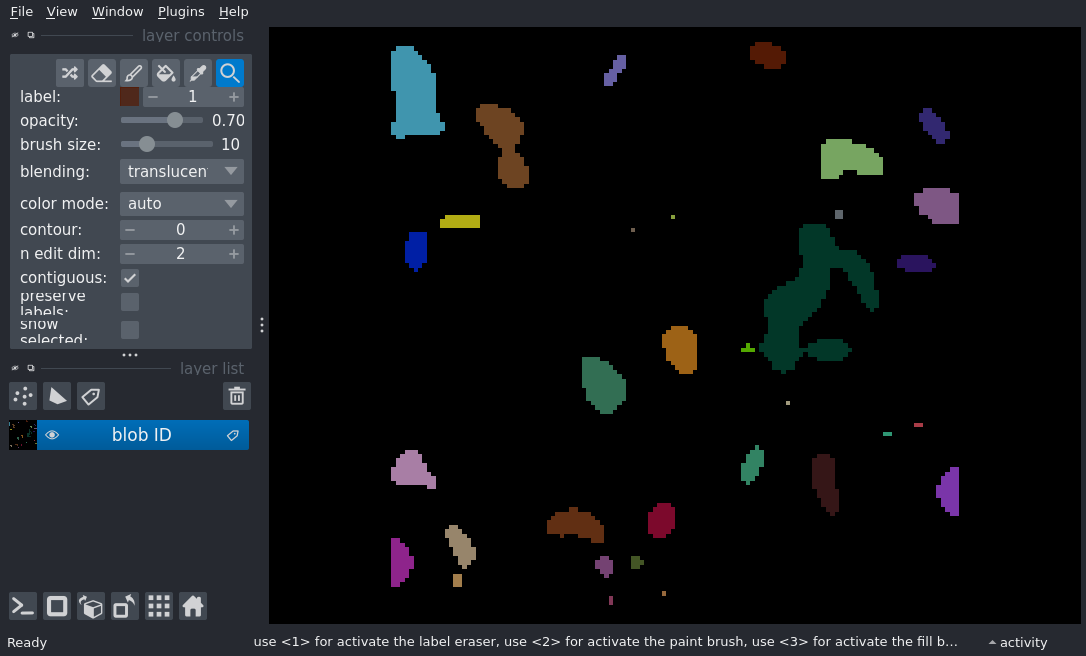 File View Window Plugins Help
layer controls
label: 1
opacity: 0.70
brush size: 10
blending: translucen
color mode: auto
contour: 0
n edit dim: 2
contiguous:
preserve
labels:
show
selected:
layer list
blob ID
Ready use <1> for activate the label eraser, use <2> for activate the paint brush, use <3> for activate the fill b... activity